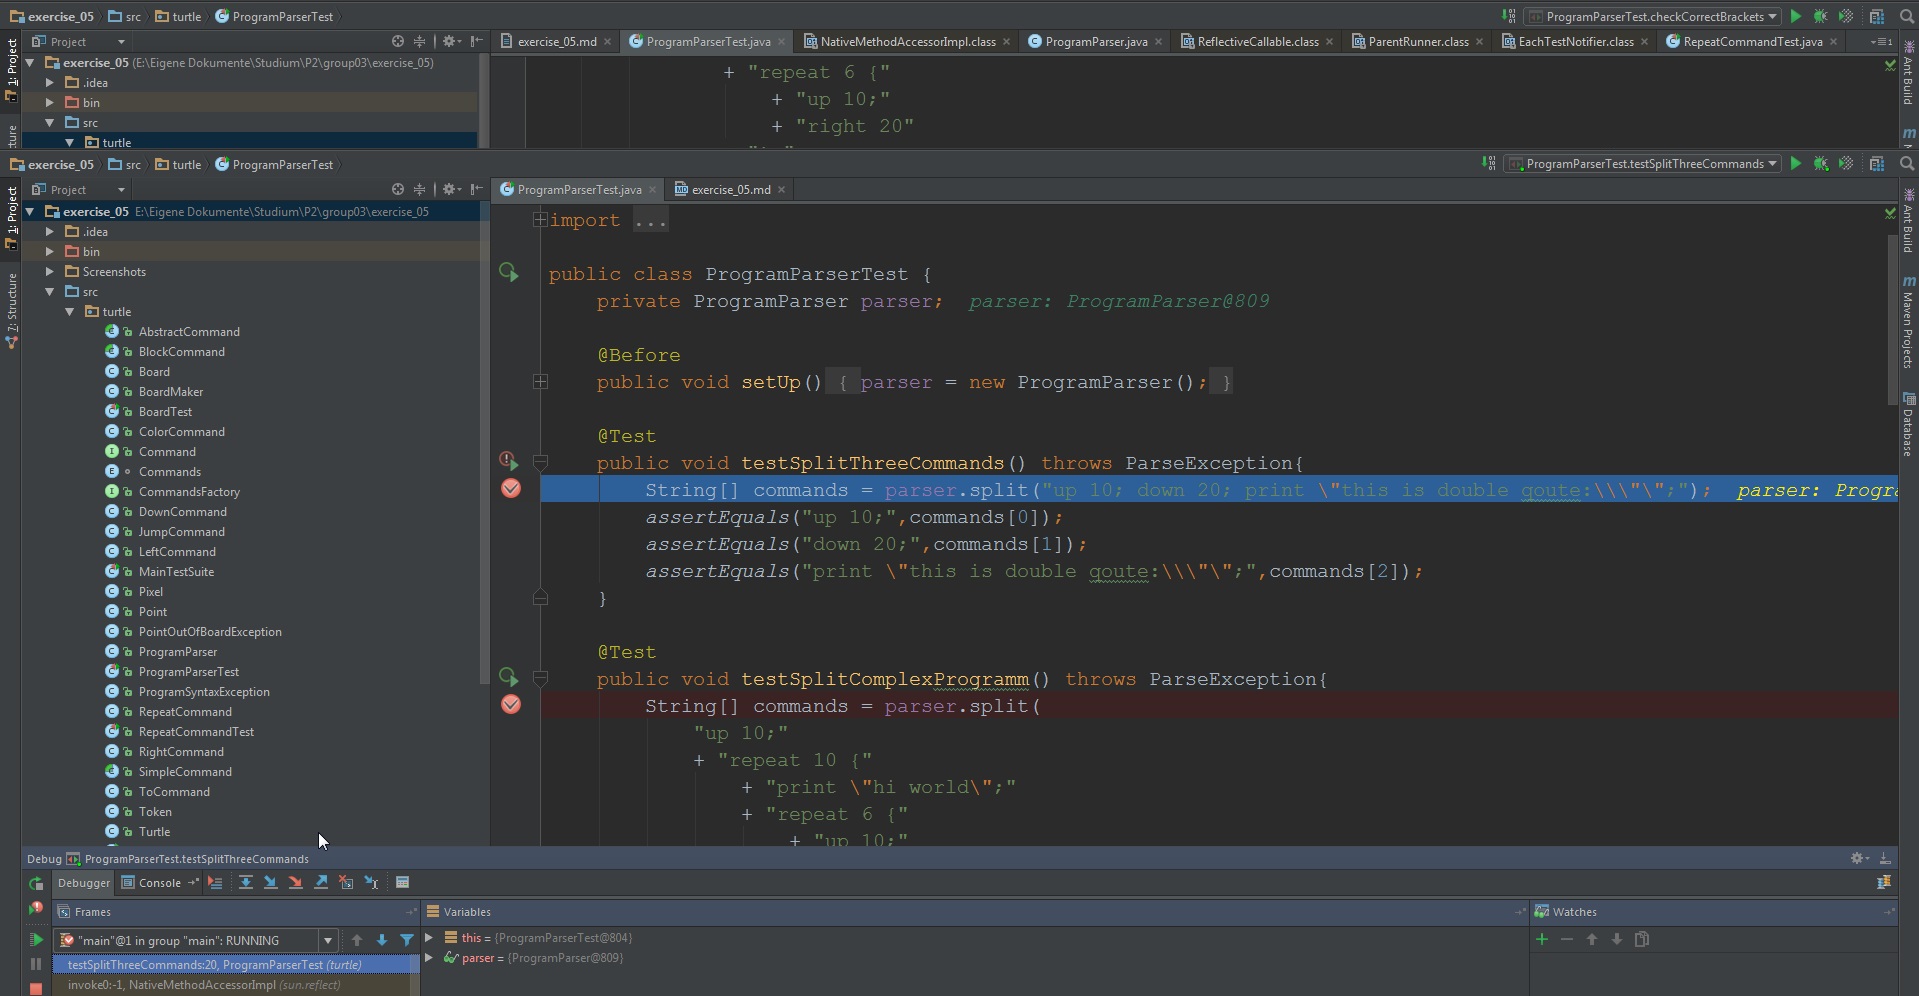 exercise_05 src turtle ProgramParserTest ProgramParserTest.checkCorrectBrackets
1: Project Project exercise_05.md ProgramParserTest.java NativeMethodAccessorImpl.class ProgramParser.java ReflectiveCallable.class ParentRunner.class EachTestNotifier.class RepeatCommandTest.java Ant Build
exercise_05 (E:\Eigene Dokumente\Studium\P2\group03\exercise_05)
.idea
bin
src
turtle
+ "repeat 6 {"
+ "up 10;"
+ "right 20"
exercise_05 src turtle ProgramParserTest ProgramParserTest.testSplitThreeCommands
Project ProgramParserTest.java exercise_05.md
1: Project
7: Structure
exercise_05 E:\Eigene Dokumente\Studium\P2\group03\exercise_05
.idea
bin
Screenshots
src
turtle
AbstractCommand
BlockCommand
Board
BoardMaker
BoardTest
ColorCommand
Command
Commands
CommandsFactory
DownCommand
JumpCommand
LeftCommand
MainTestSuite
Pixel
Point
PointOutOfBoardException
ProgramParser
ProgramParserTest
ProgramSyntaxException
RepeatCommand
RepeatCommandTest
RightCommand
SimpleCommand
ToCommand
Token
Turtle
import ...
public class ProgramParserTest {
private ProgramParser parser; parser: ProgramParser@809
@Before
public void setUp() { parser = new ProgramParser(); }
@Test
public void testSplitThreeCommands() throws ParseException{
String[] commands = parser.split("up 10; down 20; print \"this is double qoute:\\\"\";"); parser: Progra
assertEquals("up 10;",commands[0]);
assertEquals("down 20;",commands[1]);
assertEquals("print \"this is double qoute:\\\"\";",commands[2]);
}
@Test
public void testSplitComplexProgramm() throws ParseException{
String[] commands = parser.split(
"up 10;"
+ "repeat 10 {"
+ "print \"hi world\";"
+ "repeat 6 {"
+ "up 10;"
Ant Build
Maven Projects
Database
Debug ProgramParserTest.testSplitThreeCommands
Debugger Console
Frames Variables Watches
"main"@1 in group "main": RUNNING
testSplitThreeCommands:20, ProgramParserTest (turtle)
invoke0:-1, NativeMethodAccessorImpl (sun.reflect)
this = {ProgramParserTest@804}
parser = {ProgramParser@809}